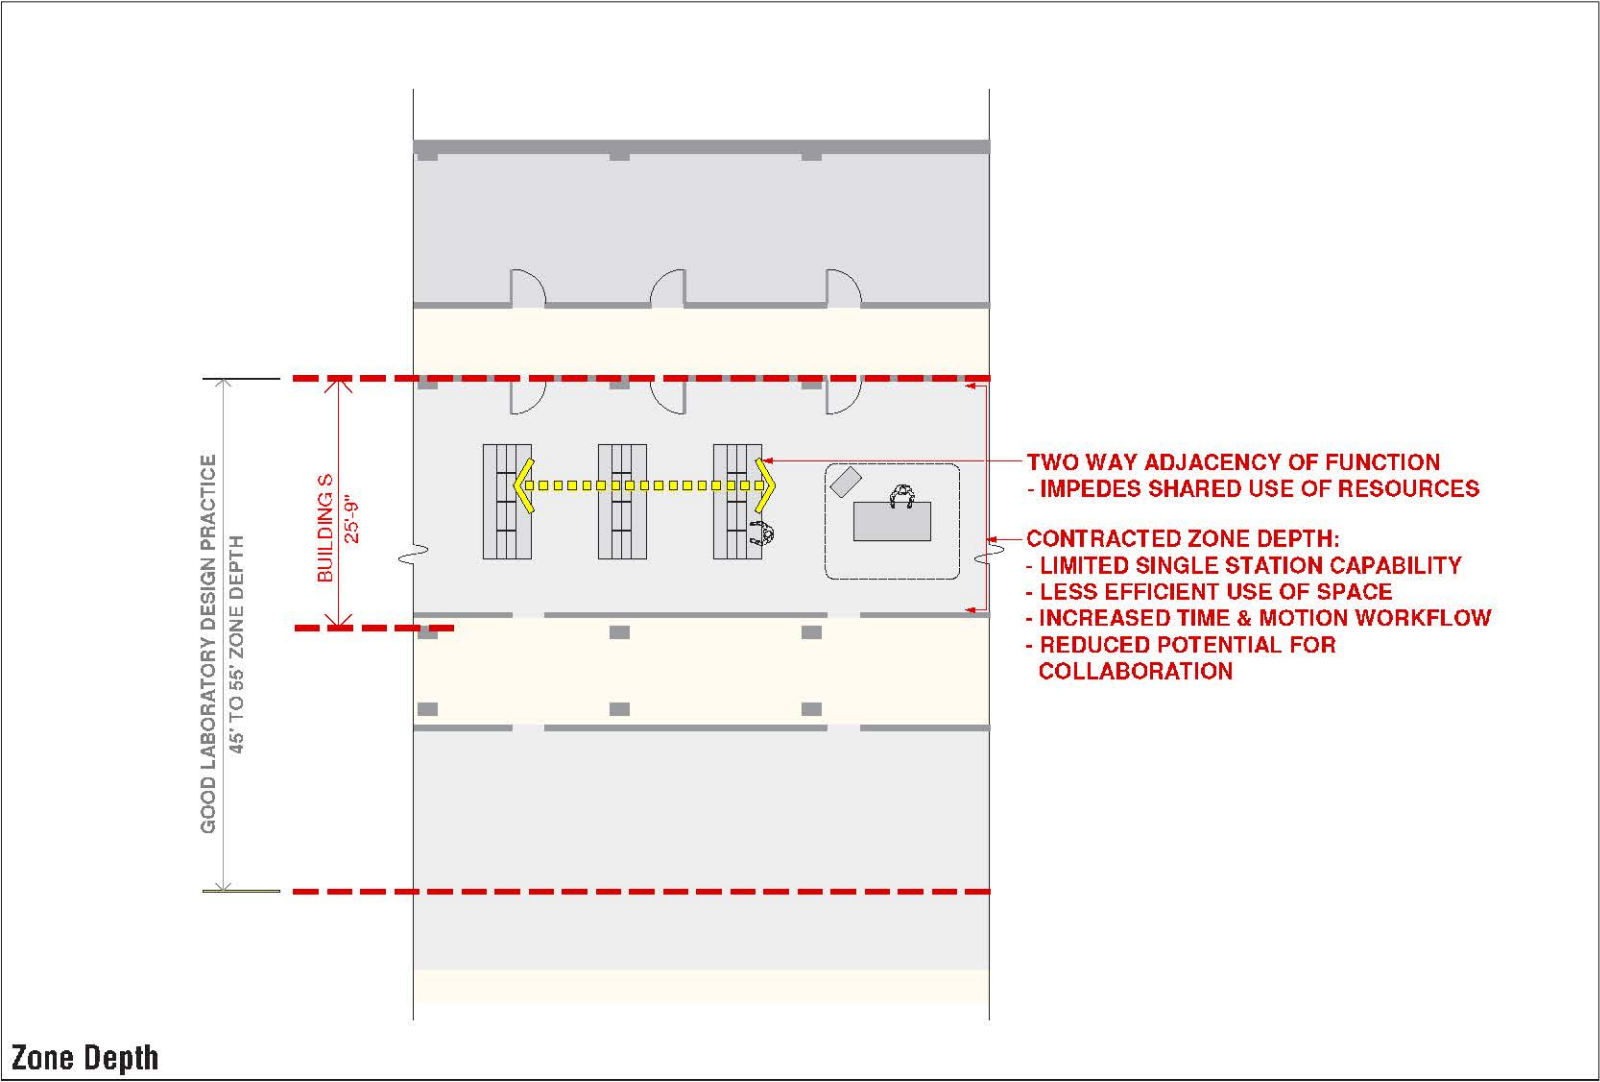 GOOD LABORATORY DESIGN PRACTICE
45' TO 55' ZONE DEPTH
BUILDING S
25'-9"
TWO WAY ADJACENCY OF FUNCTION
- IMPEDES SHARED USE OF RESOURCES
CONTRACTED ZONE DEPTH:
- LIMITED SINGLE STATION CAPABILITY
- LESS EFFICIENT USE OF SPACE
- INCREASED TIME & MOTION WORKFLOW
- REDUCED POTENTIAL FOR
COLLABORATION
Zone Depth